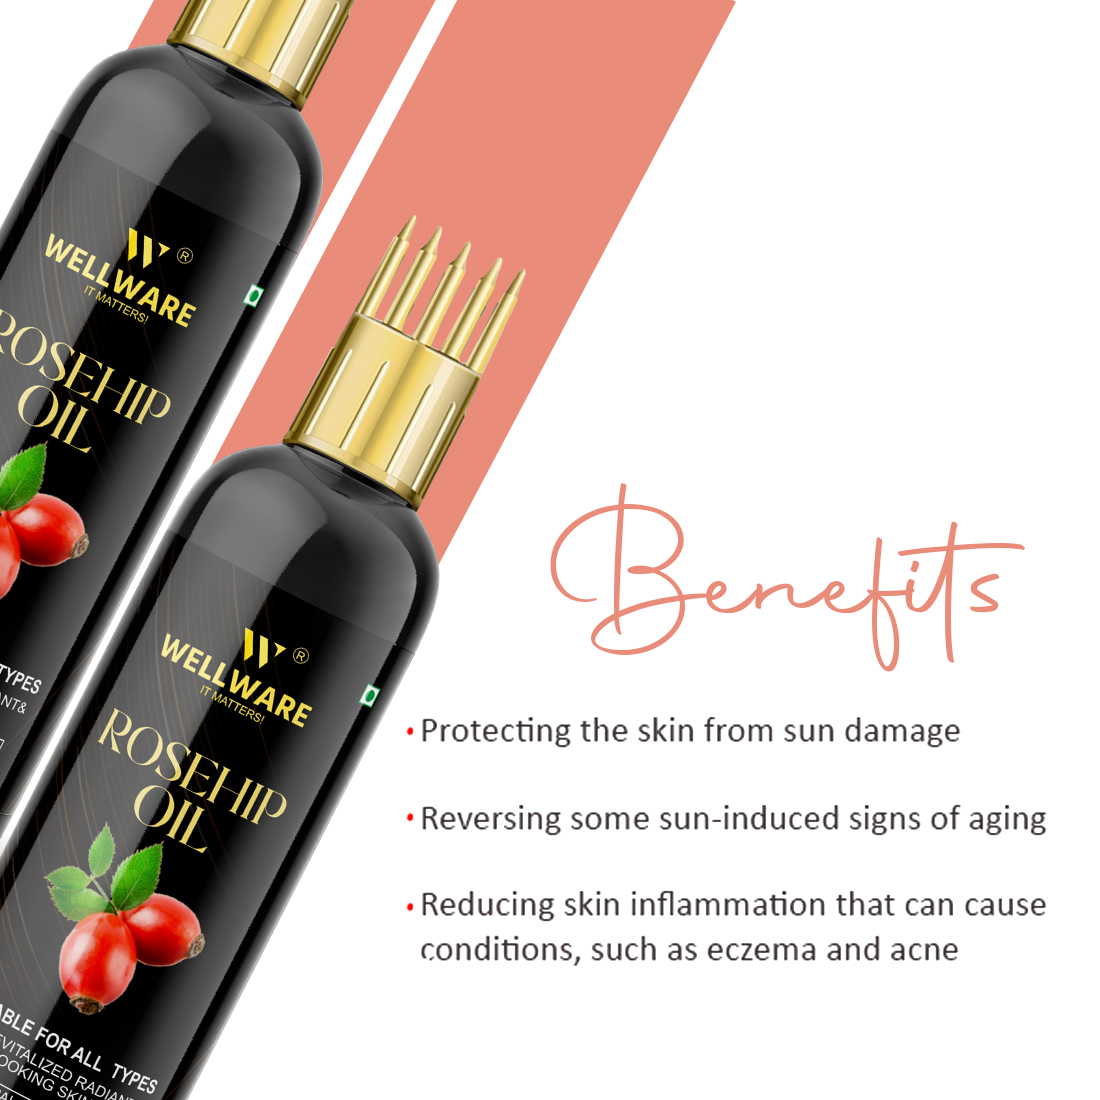 W ®
WELLWARE
IT MATTERS!
ROSEHIP
OIL
TYPES
W ®
WELLWARE
IT MATTERS!
ROSEHIP
OIL
FOR ALL TYPES
LOOKING
Benefits
• Protecting the skin from sun damage
• Reversing some sun-induced signs of aging
• Reducing skin inflammation that can cause
conditions, such as eczema and acne